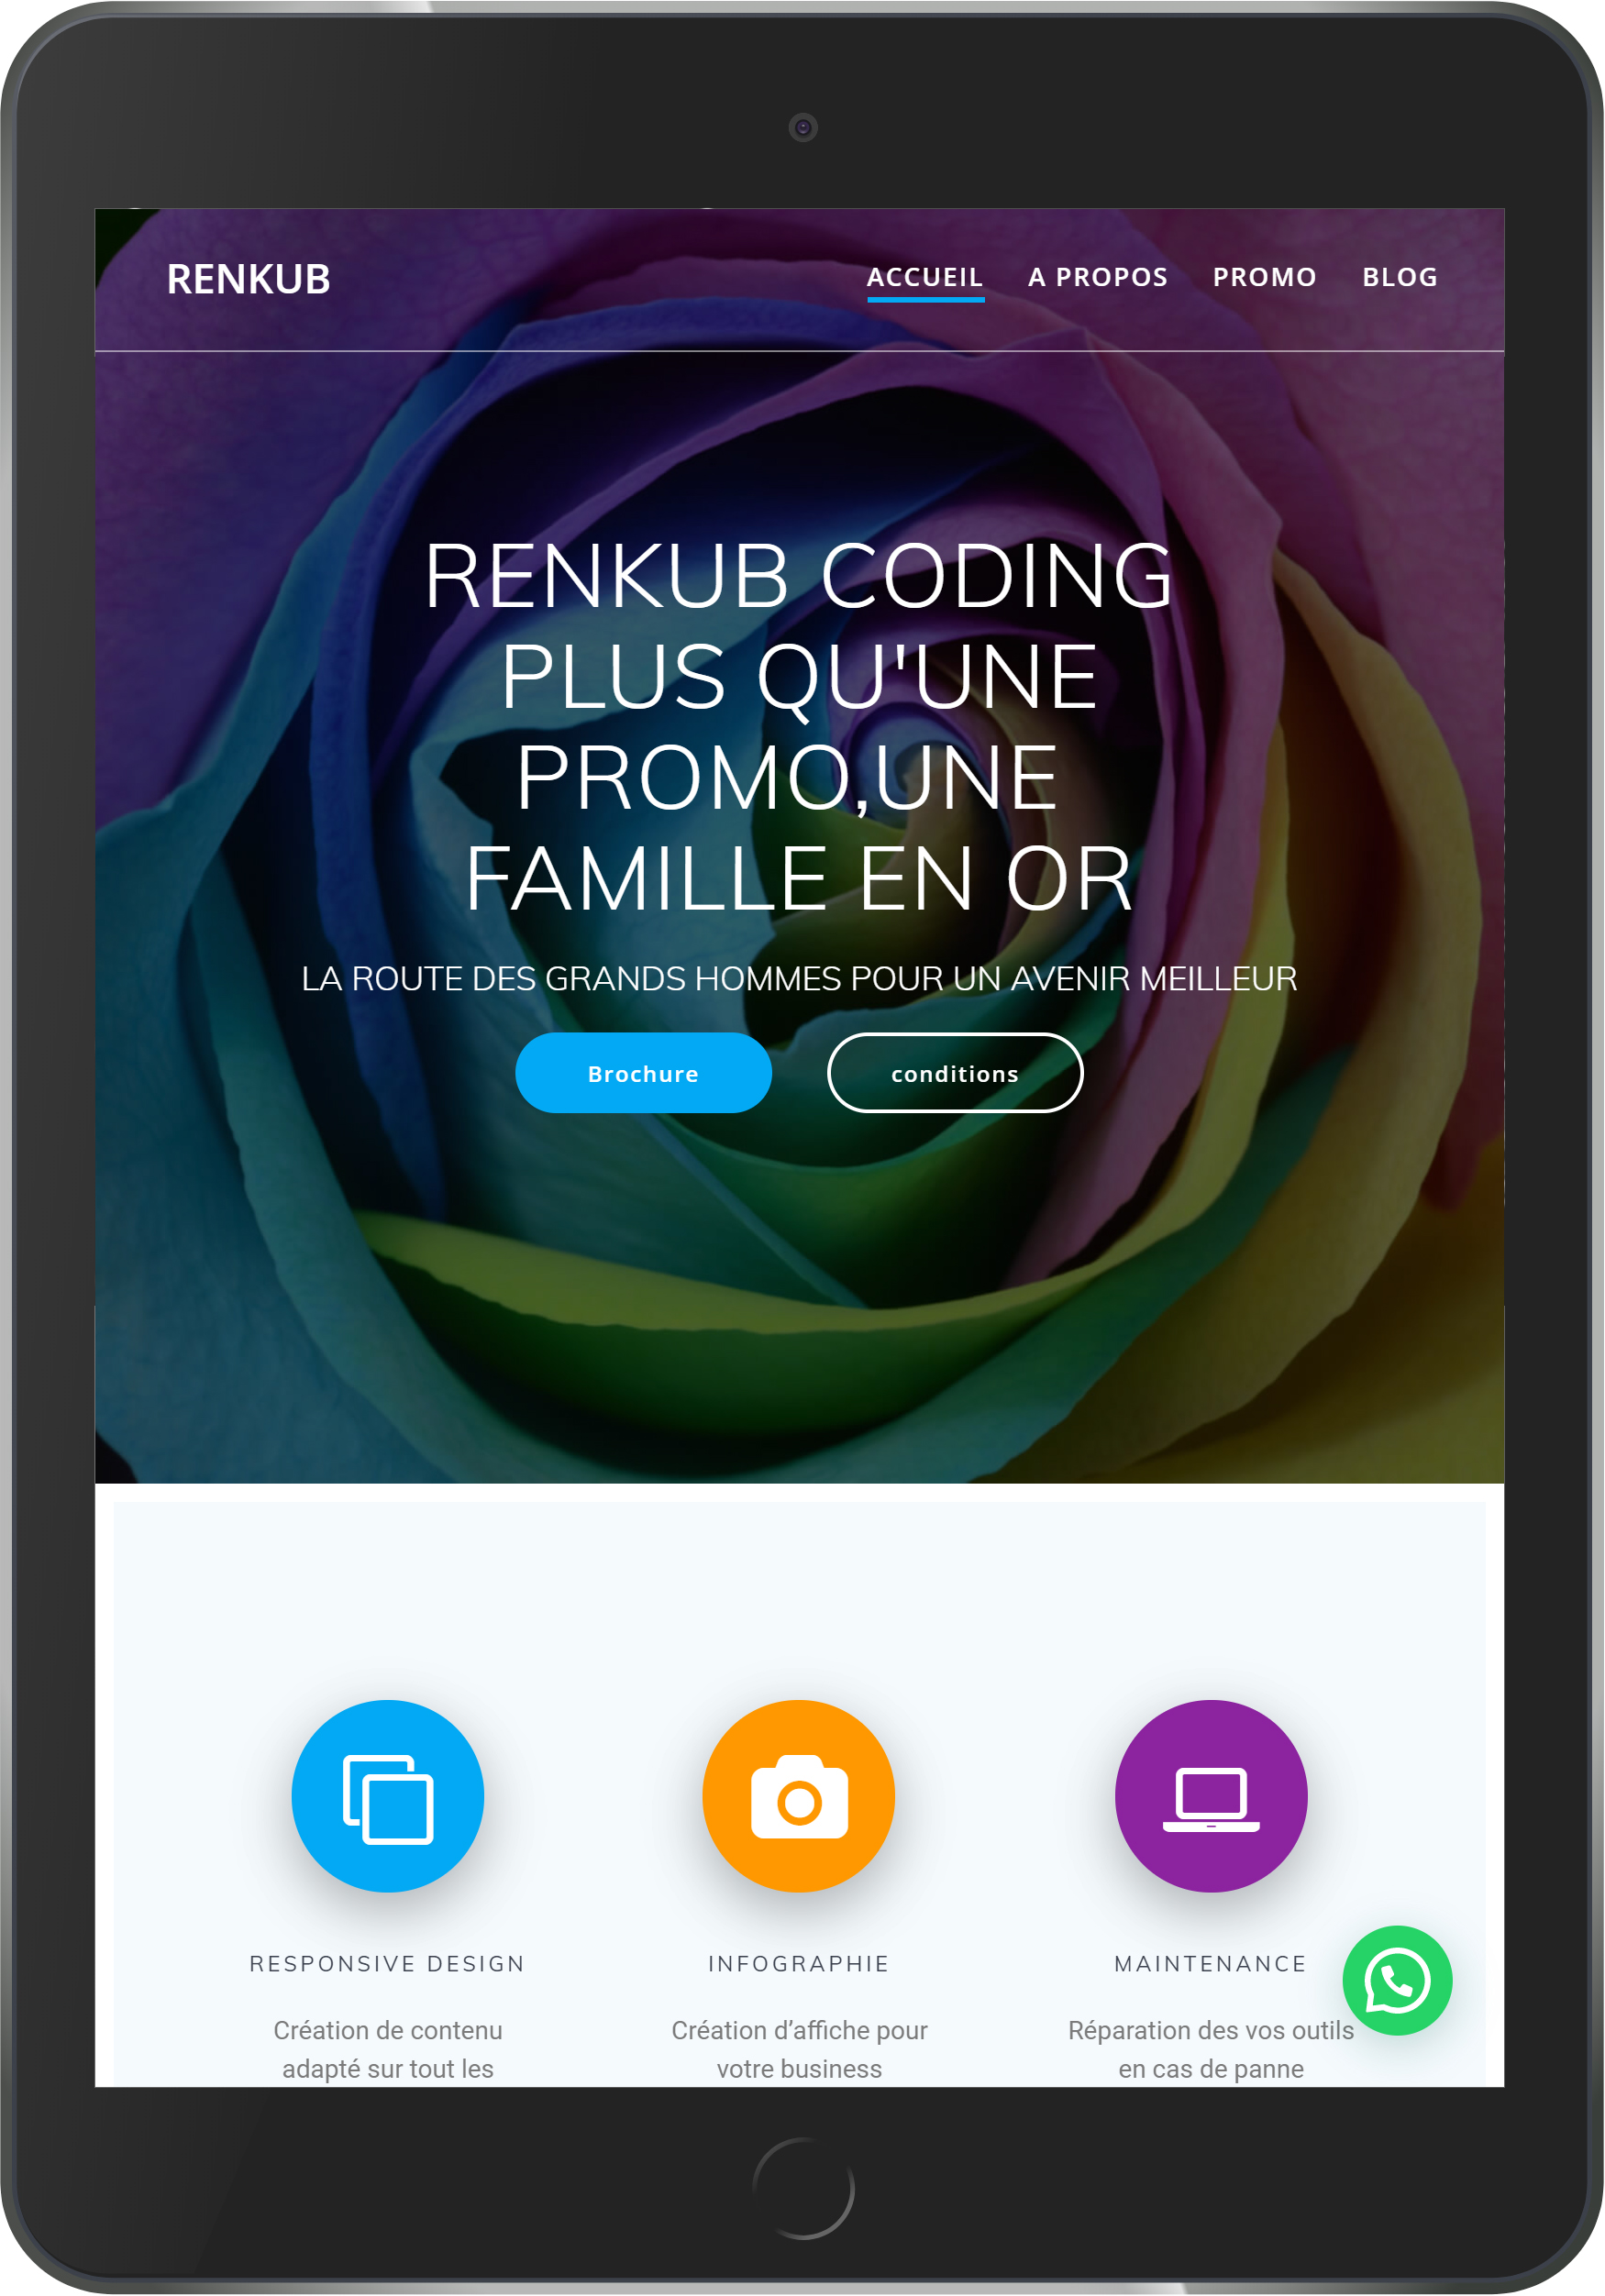 RENKUB
ACCUEIL A PROPOS PROMO BLOG
RENKUB CODING
PLUS QU'UNE
PROMO,UNE
FAMILLE EN OR
LA ROUTE DES GRANDS HOMMES POUR UN AVENIR MEILLEUR
Brochure conditions
RESPONSIVE DESIGN
Création de contenu
adapté sur tout les
INFOGRAPHIE
Création d’affiche pour
votre business
MAINTENANCE
Réparation des vos outils
en cas de panne